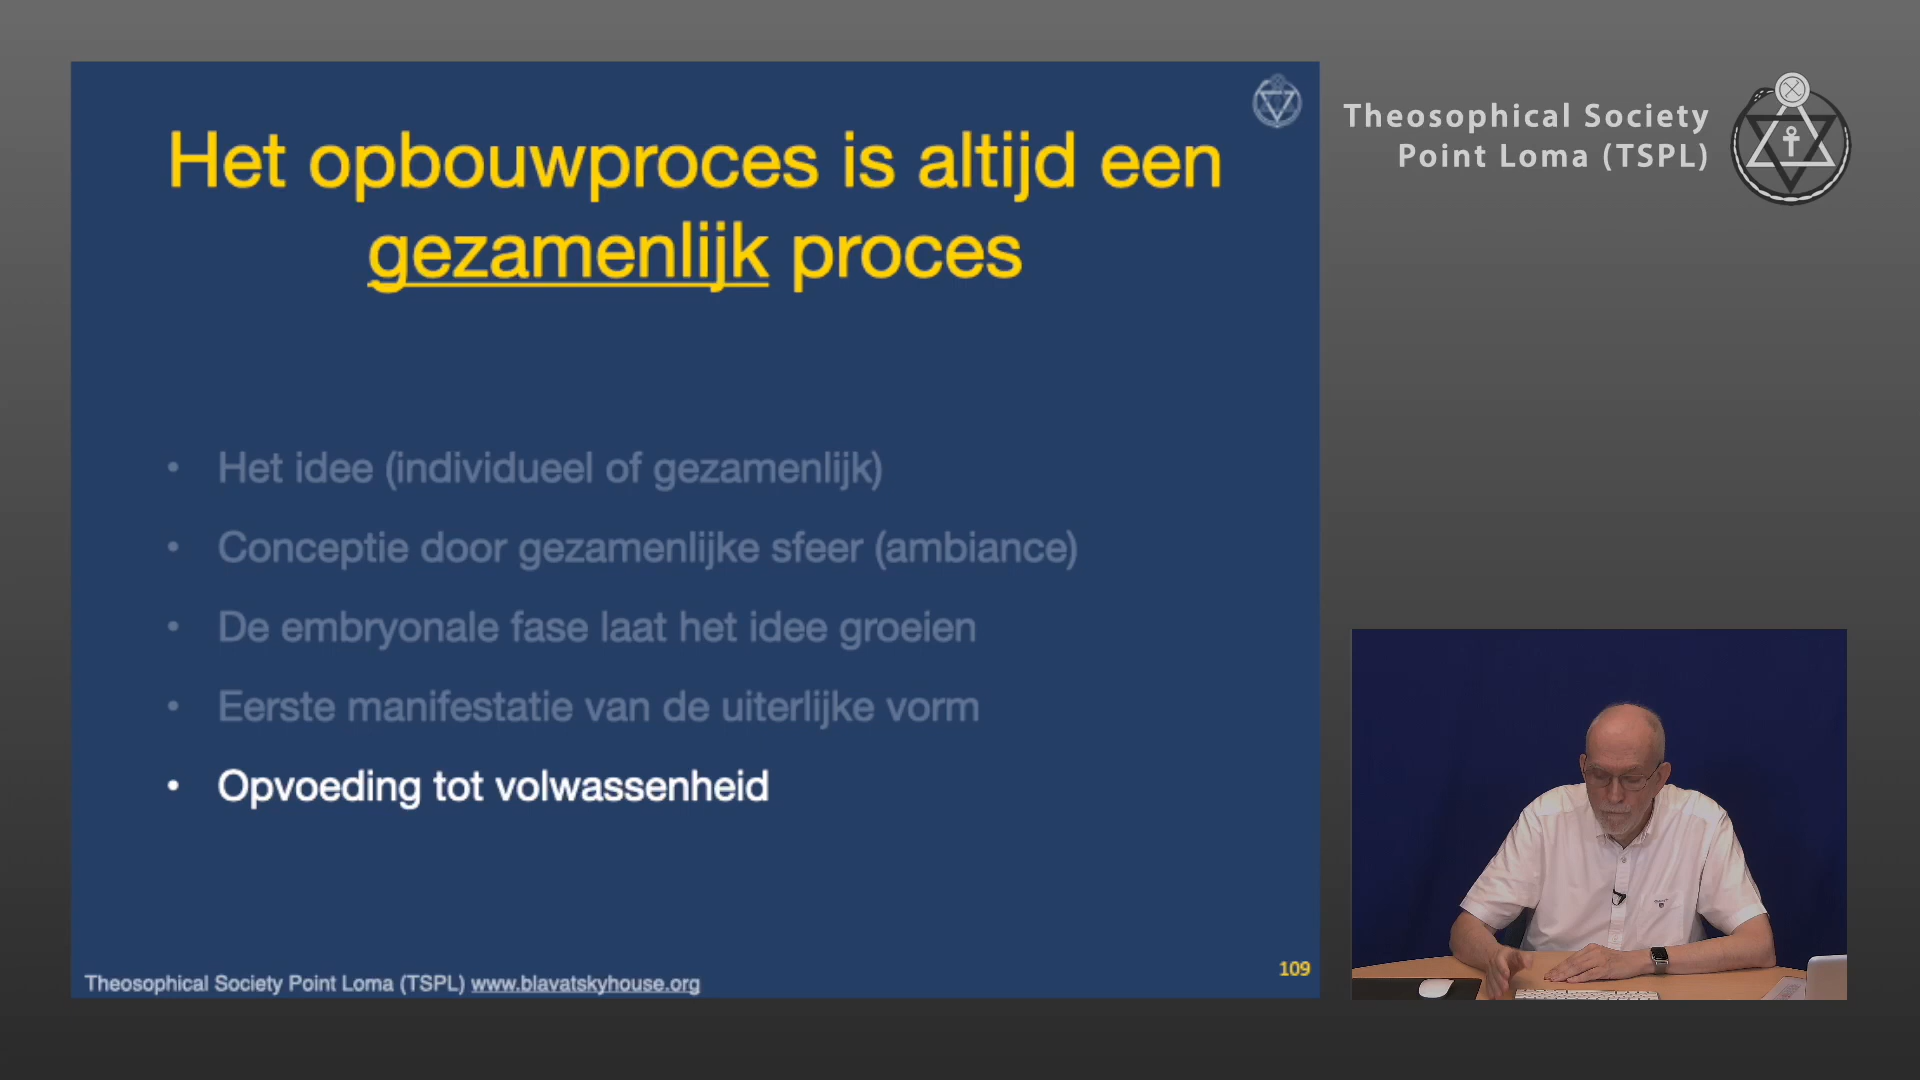 Het opbouwproces is altijd een
gezamenlijk proces
• Het idee (individueel of gezamenlijk)
• Conceptie door gezamenlijke sfeer (ambiance)
• De embryonale fase laat het idee groeien
• Eerste manifestatie van de uiterlijke vorm
• Opvoeding tot volwassenheid
Theosophical Society Point Loma (TSPL) www.blavatskyhouse.org
109
Theosophical Society
Point Loma (TSPL)